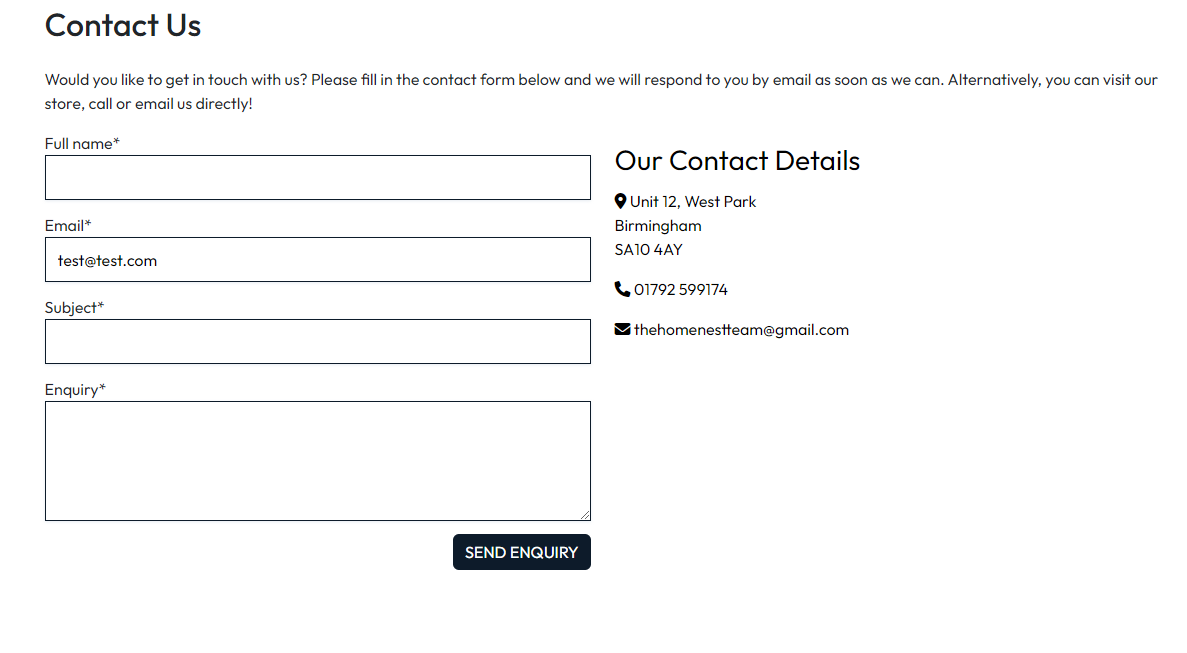 Contact Us
Would you like to get in touch with us? Please fill in the contact form below and we will respond to you by email as soon as we can. Alternatively, you can visit our
store, call or email us directly!
Full name*
Email*
test@test.com
Subject*
Enquiry*
SEND ENQUIRY
Our Contact Details
Unit 12, West Park
Birmingham
SA10 4AY
01792 599174
thehomenestteam@gmail.com